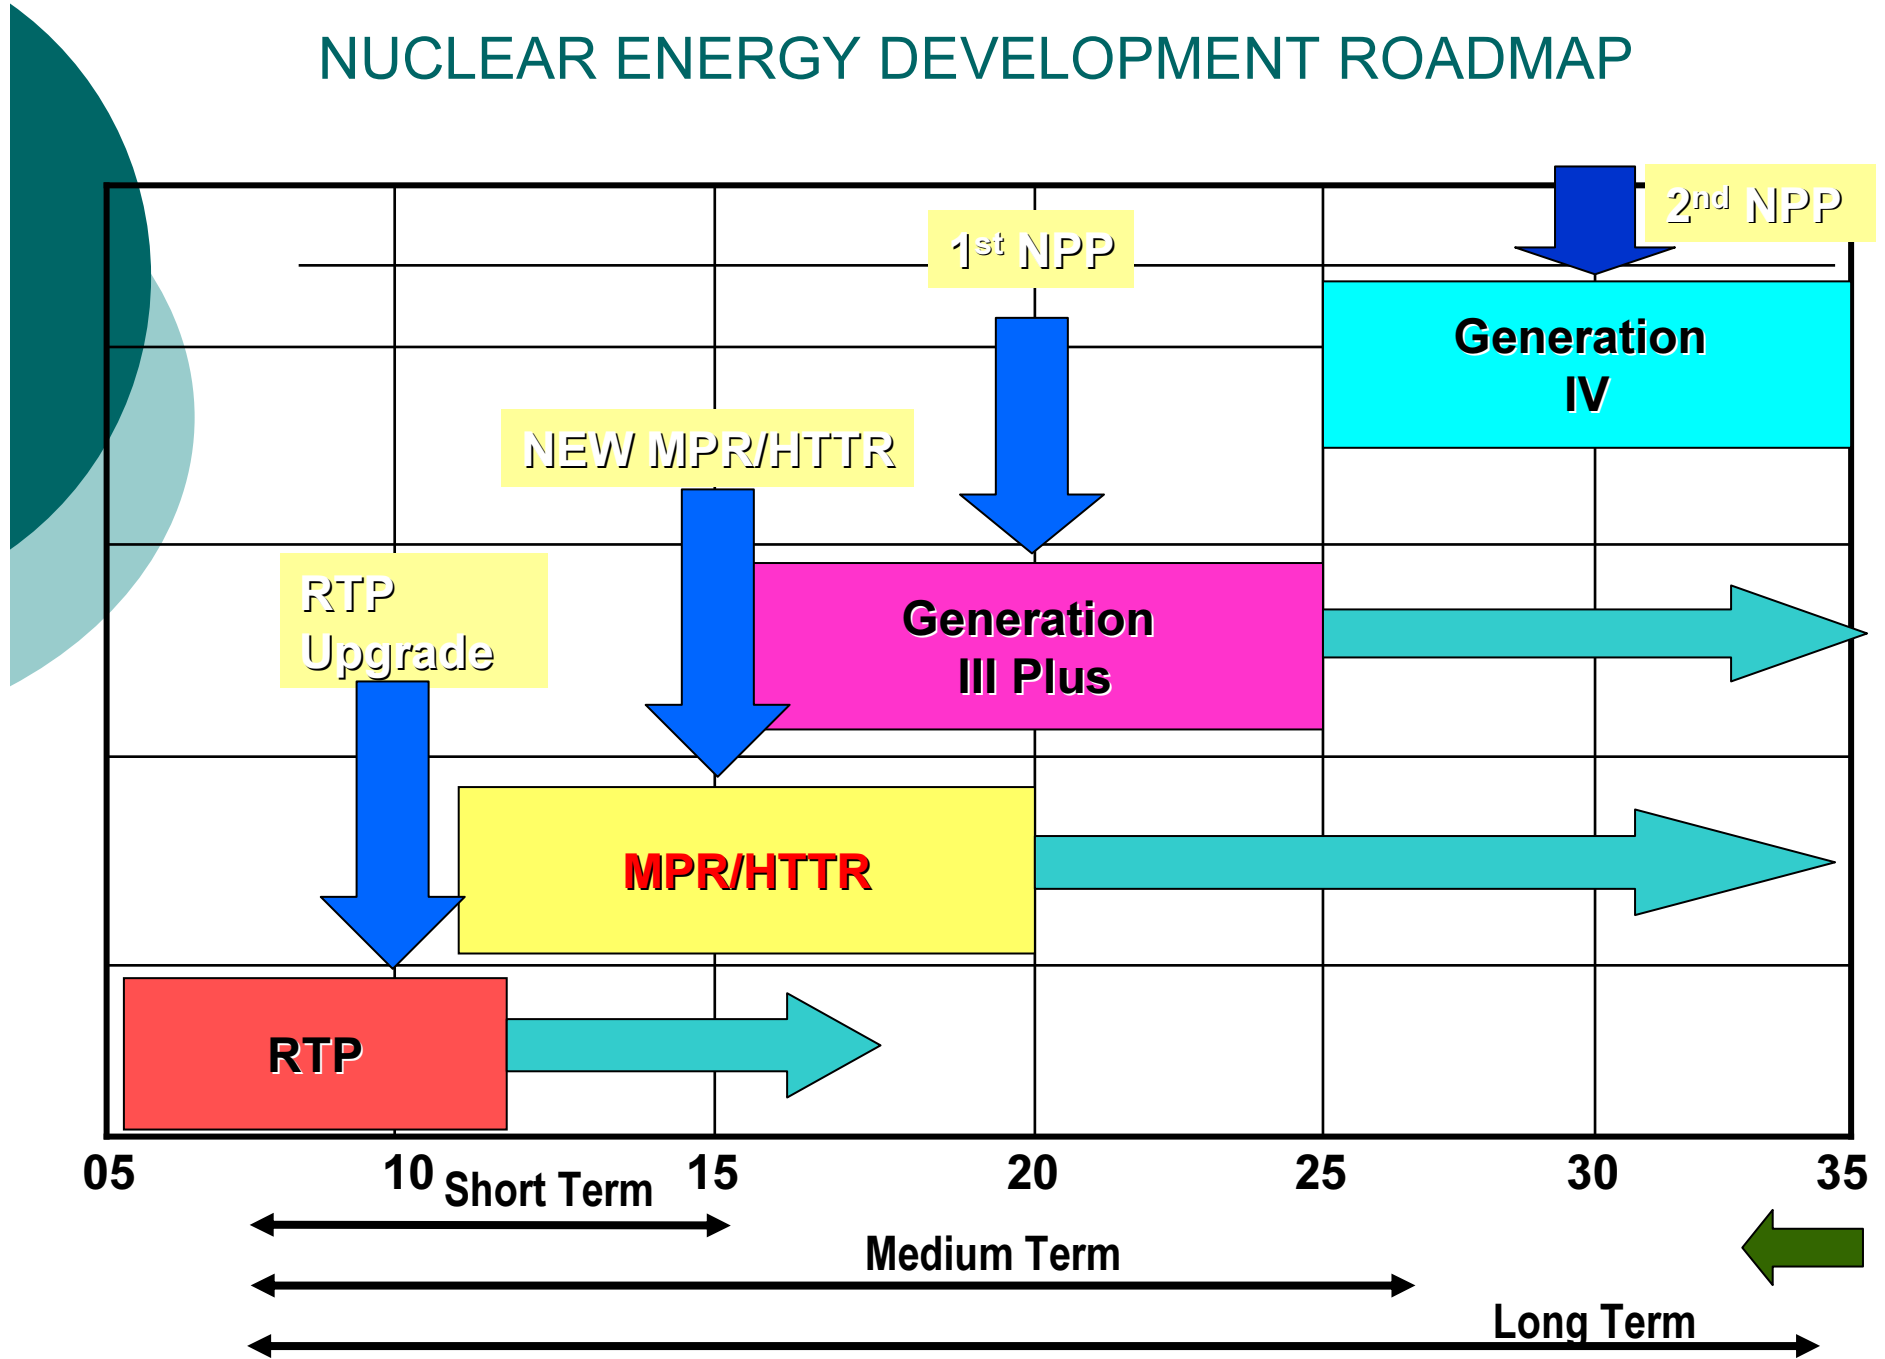 NUCLEAR ENERGY DEVELOPMENT ROADMAP
2nd NPP
1st NPP
Generation
IV
NEW MPR/HTTR
RTP
Upgrade
Generation
III Plus
MPR/HTTR
RTP
05 10 15 20 25 30 35
Short Term
Medium Term
Long Term